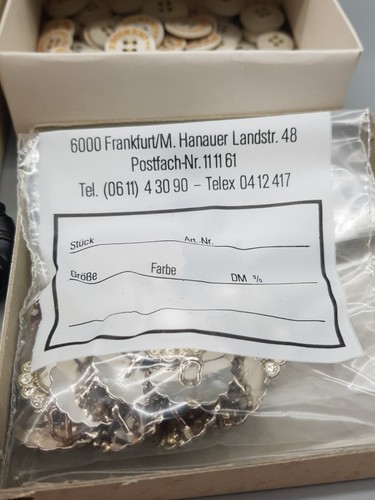 6000 Frankfurt/M. Hanauer Landstr. 48
Postfach-Nr. 11 11 61
Tel. (06 11) 4 30 90 – Telex 04 12 417
Stück Art.-Nr.
Größe Farbe DM %